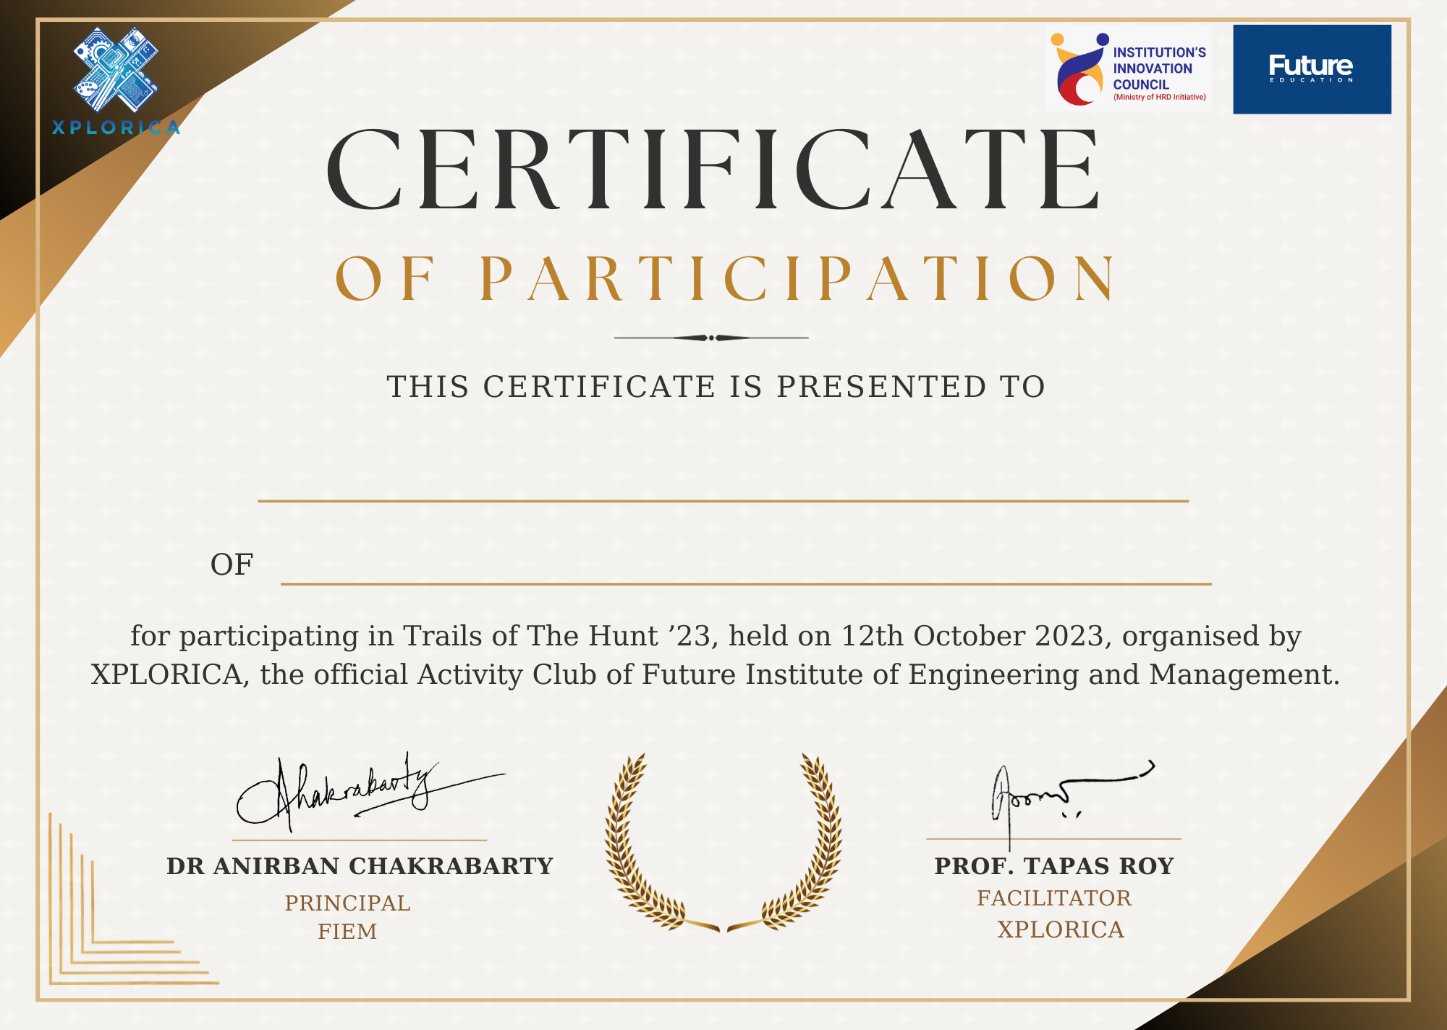 XPLORICA
INSTITUTION'S
INNOVATION
COUNCIL
(Ministry of HRD Initiative)
Future
EDUCATION
CERTIFICATE
OF PARTICIPATION
THIS CERTIFICATE IS PRESENTED TO
OF
for participating in Trails of The Hunt ’23, held on 12th October 2023, organised by
XPLORICA, the official Activity Club of Future Institute of Engineering and Management.
DR ANIRBAN CHAKRABARTY
PRINCIPAL
FIEM
PROF. TAPAS ROY
FACILITATOR
XPLORICA